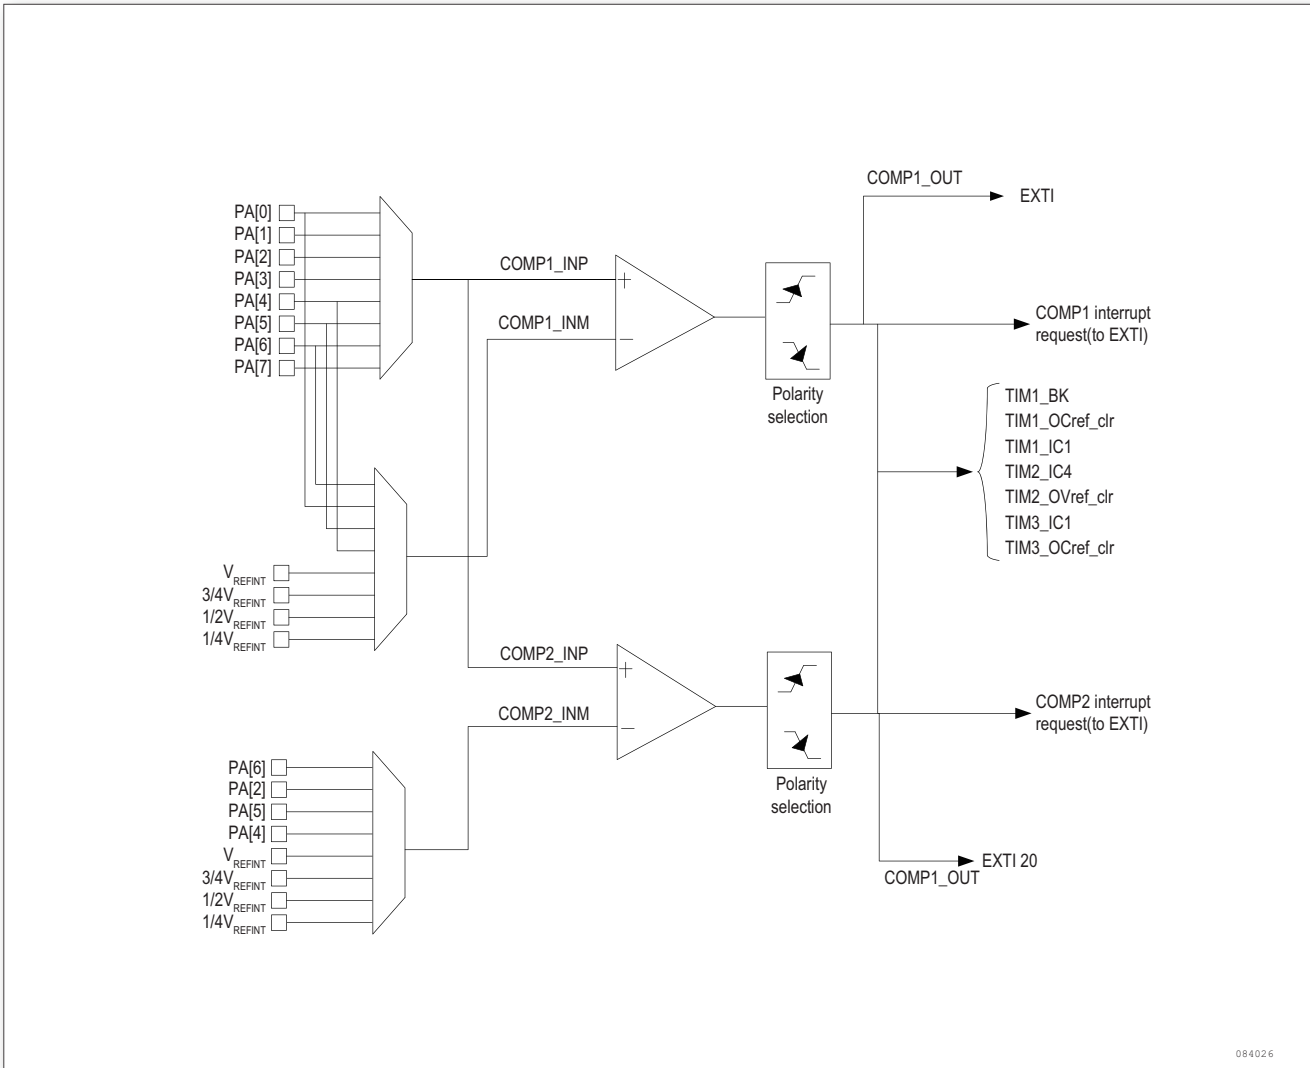 COMP1_OUT
EXTI
PA[0]
PA[1]
PA[2]
PA[3]
PA[4]
PA[5]
PA[6]
PA[7]
COMP1_INP
+
COMP1_INM
−
COMP1 interrupt
request(to EXTI)
Polarity
selection
TIM1_BK
TIM1_OCref_clr
TIM1_IC1
TIM2_IC4
TIM2_OVref_clr
TIM3_IC1
TIM3_OCref_clr
VREFINT
3/4VREFINT
1/2VREFINT
1/4VREFINT
COMP2_INP
+
COMP2_INM
−
COMP2 interrupt
request(to EXTI)
Polarity
selection
PA[6]
PA[2]
PA[5]
PA[4]
VREFINT
3/4VREFINT
1/2VREFINT
1/4VREFINT
EXTI 20
COMP1_OUT
084026